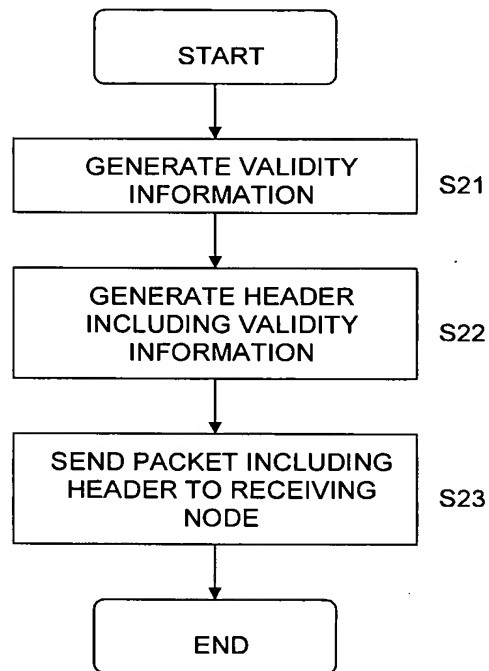 START
GENERATE VALIDITY
INFORMATION
S21
GENERATE HEADER
INCLUDING VALIDITY
INFORMATION
S22
SEND PACKET INCLUDING
HEADER TO RECEIVING
NODE
S23
END